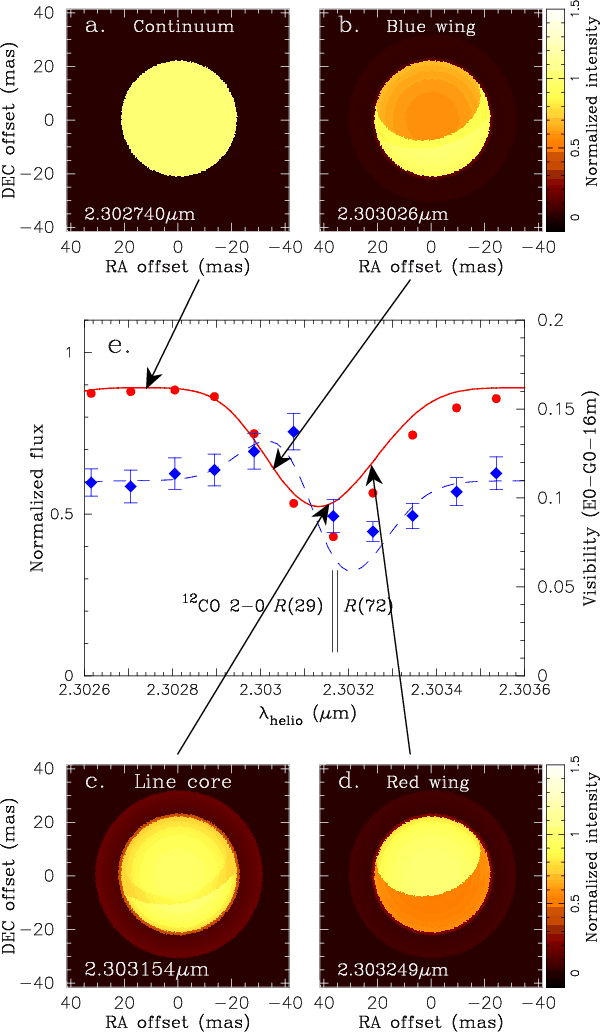 a. Continuum
b. Blue wing
2.302740μm
2.303026μm
DEC offset (mas)
40
20
0
−20
−40
40 20 0 −20 −40
RA offset (mas)
40 20 0 −20 −40
RA offset (mas)
0 0.5 1 1.5
Normalized intensity
e.
Normalized flux
1
0.5
0
0.2
0.15
0.1
0.05
0
Visibility (E0−G0−16m)
¹²CO 2−0 R(29) R(72)
2.3026 2.3028 2.303 2.3032 2.3034 2.3036
λhelio (μm)
c. Line core
d. Red wing
2.303154μm
2.303249μm
DEC offset (mas)
40
20
0
−20
−40
40 20 0 −20 −40
RA offset (mas)
40 20 0 −20 −40
RA offset (mas)
0 0.5 1 1.5
Normalized intensity